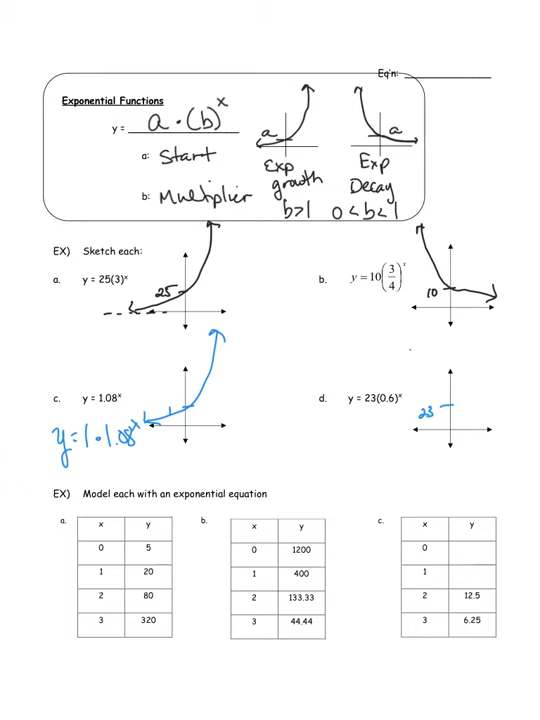 Eq'n:
Exponential Functions
y = a · (b)^x
a: Start
b: Multiplier
a
Exp
growth
b>1
a
Exp
Decay
0 < b < 1
EX) Sketch each:
a. y = 25(3)^x
25
b. y = 10(3/4)^x
10
c. y = 1.08^x
y = 1 · 1.08^x
1
d. y = 23(0.6)^x
23
EX) Model each with an exponential equation
a.
x y
0 5
1 20
2 80
3 320
b.
x y
0 1200
1 400
2 133.33
3 44.44
c.
x y
0
1
2 12.5
3 6.25